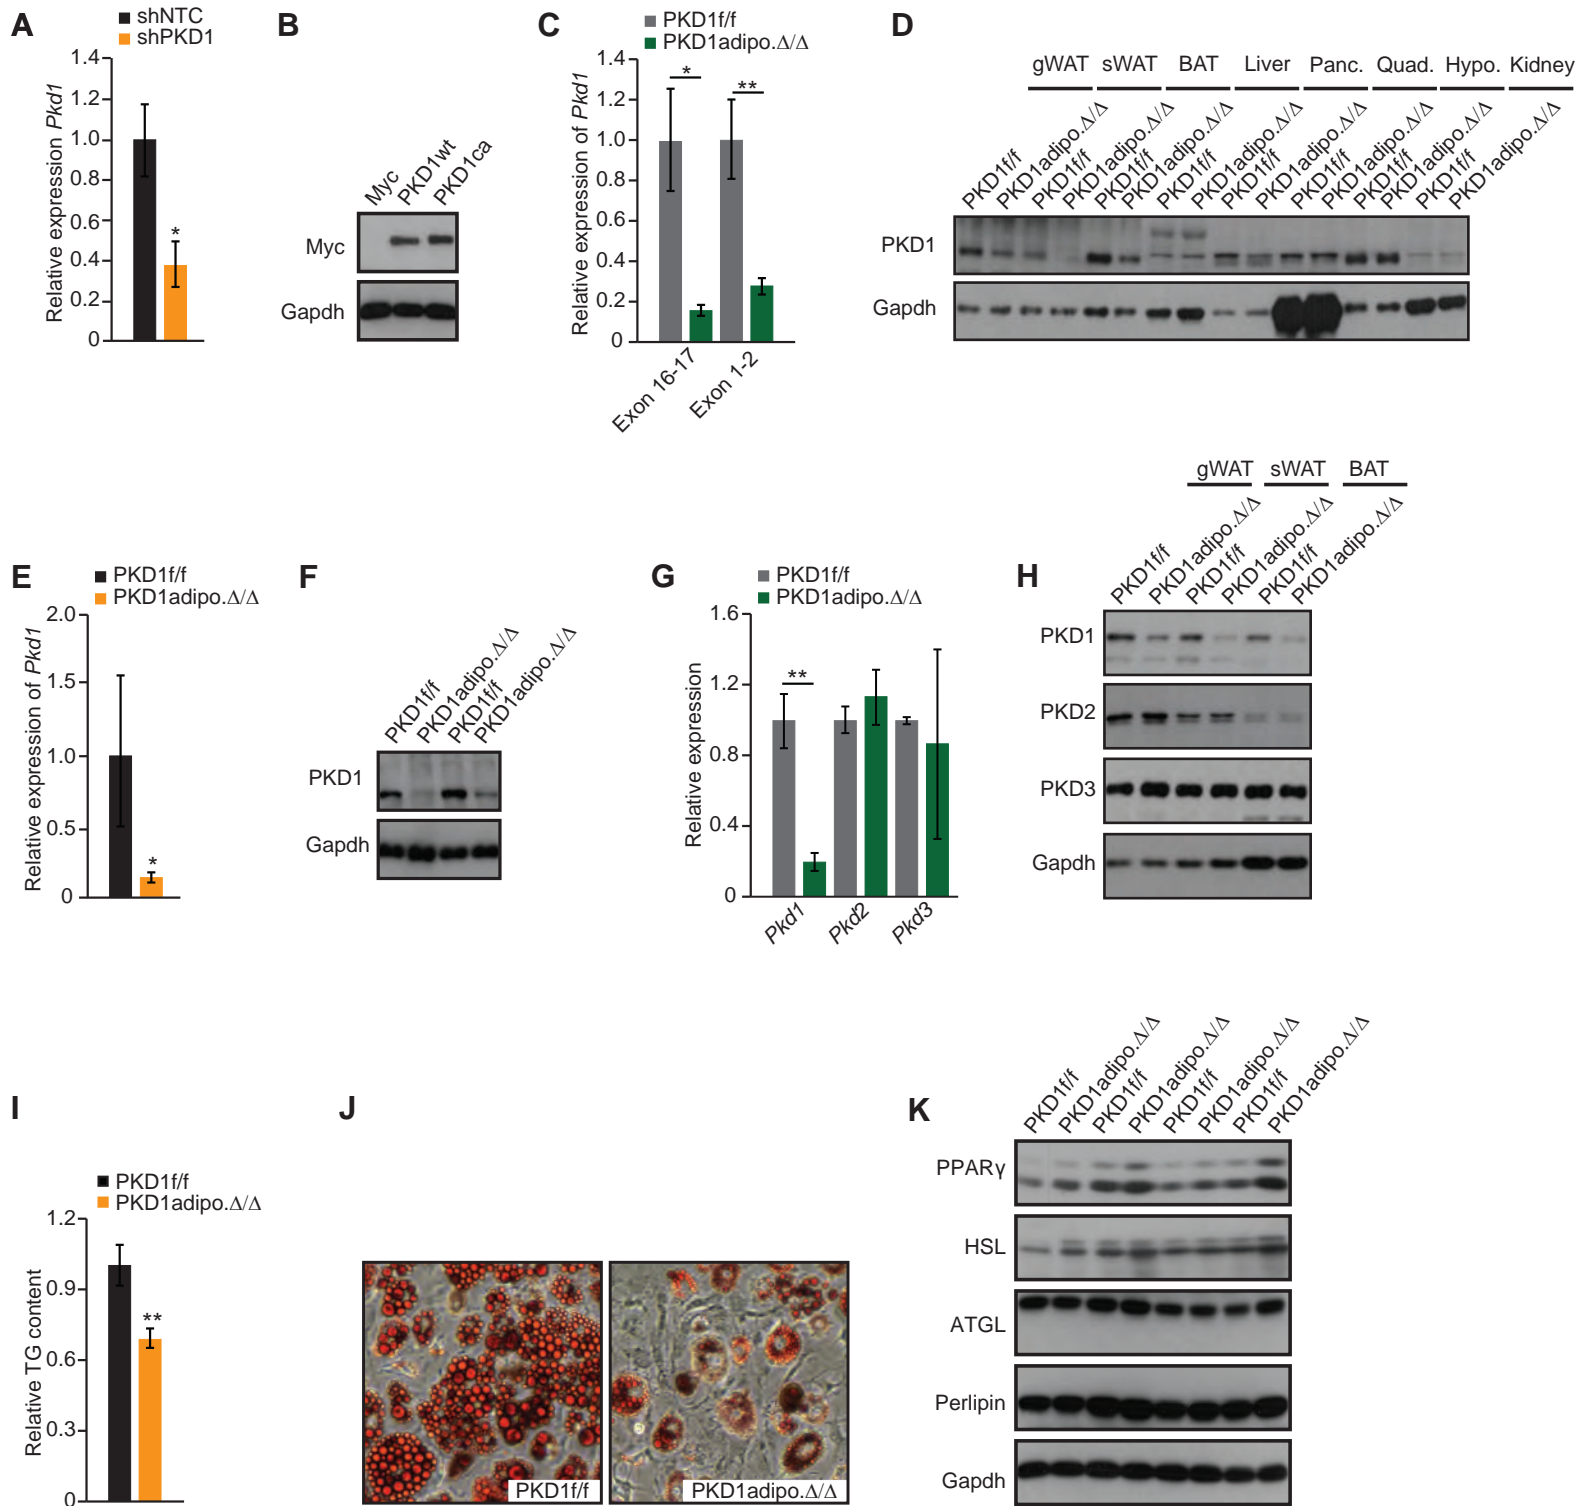 A
shNTC
shPKD1
Relative expression Pkd1
1.4
1.2
1.0
0.8
0.6
0.4
0.2
0
*
B
Myc
PKD1wt
PKD1ca
Myc
Gapdh
C
PKD1f/f
PKD1adipo.Δ/Δ
Relative expression of Pkd1
1.4
1.2
1.0
0.8
0.6
0.4
0.2
0
*
**
Exon 16-17
Exon 1-2
D
gWAT sWAT BAT Liver Panc. Quad. Hypo. Kidney
PKD1f/f
PKD1adipo.Δ/Δ
PKD1f/f
PKD1adipo.Δ/Δ
PKD1f/f
PKD1adipo.Δ/Δ
PKD1f/f
PKD1adipo.Δ/Δ
PKD1f/f
PKD1adipo.Δ/Δ
PKD1f/f
PKD1adipo.Δ/Δ
PKD1f/f
PKD1adipo.Δ/Δ
PKD1f/f
PKD1adipo.Δ/Δ
PKD1
Gapdh
E
PKD1f/f
PKD1adipo.Δ/Δ
Relative expression of Pkd1
2.0
1.5
1.0
0.5
0
*
F
PKD1f/f
PKD1adipo.Δ/Δ
PKD1f/f
PKD1adipo.Δ/Δ
PKD1
Gapdh
G
PKD1f/f
PKD1adipo.Δ/Δ
Relative expression
1.6
1.2
0.8
0.4
0
**
Pkd1
Pkd2
Pkd3
H
gWAT sWAT BAT
PKD1f/f
PKD1adipo.Δ/Δ
PKD1f/f
PKD1adipo.Δ/Δ
PKD1f/f
PKD1adipo.Δ/Δ
PKD1
PKD2
PKD3
Gapdh
I
PKD1f/f
PKD1adipo.Δ/Δ
Relative TG content
1.2
0.9
0.6
0.3
0
**
J
PKD1f/f
PKD1adipo.Δ/Δ
K
PKD1f/f
PKD1adipo.Δ/Δ
PKD1f/f
PKD1adipo.Δ/Δ
PKD1f/f
PKD1adipo.Δ/Δ
PKD1f/f
PKD1adipo.Δ/Δ
PPARγ
HSL
ATGL
Perlipin
Gapdh